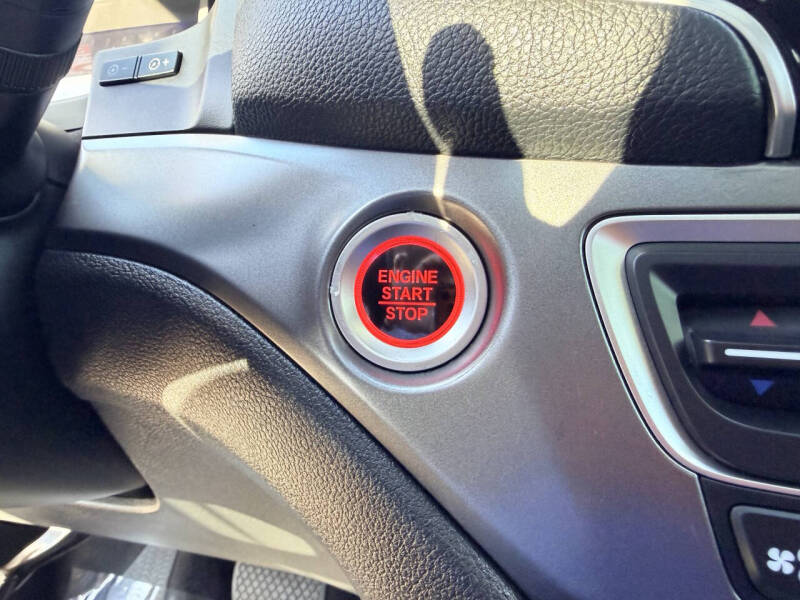 - +
ENGINE
START
STOP